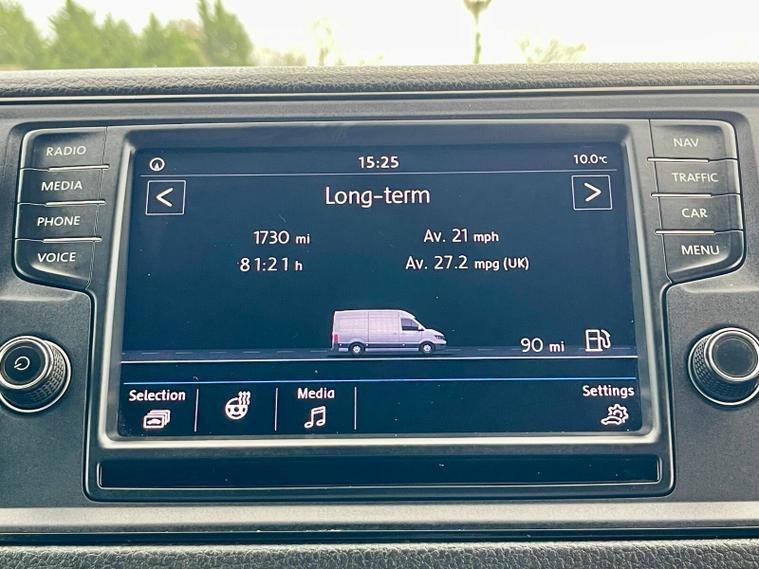 RADIO
MEDIA
PHONE
VOICE
15:25
10.0°C
<
Long-term
>
1730 mi
Av. 21 mph
81:21 h
Av. 27.2 mpg (UK)
90 mi
Selection
Media
Settings
NAV
TRAFFIC
CAR
MENU